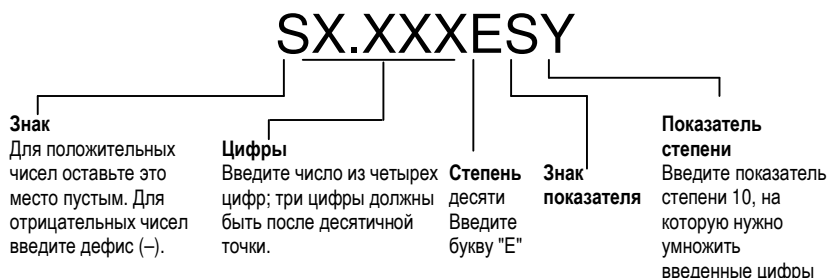 SX.XXXESY
Знак
Для положительных
чисел оставьте это
место пустым. Для
отрицательных чисел
введите дефис (–).
Цифры
Введите число из четырех
цифр; три цифры должны
быть после десятичной
точки.
Степень
десяти
Введите
букву "E"
Знак
показателя
Показатель
степени
Введите показатель
степени 10, на
которую нужно
умножить
введенные цифры